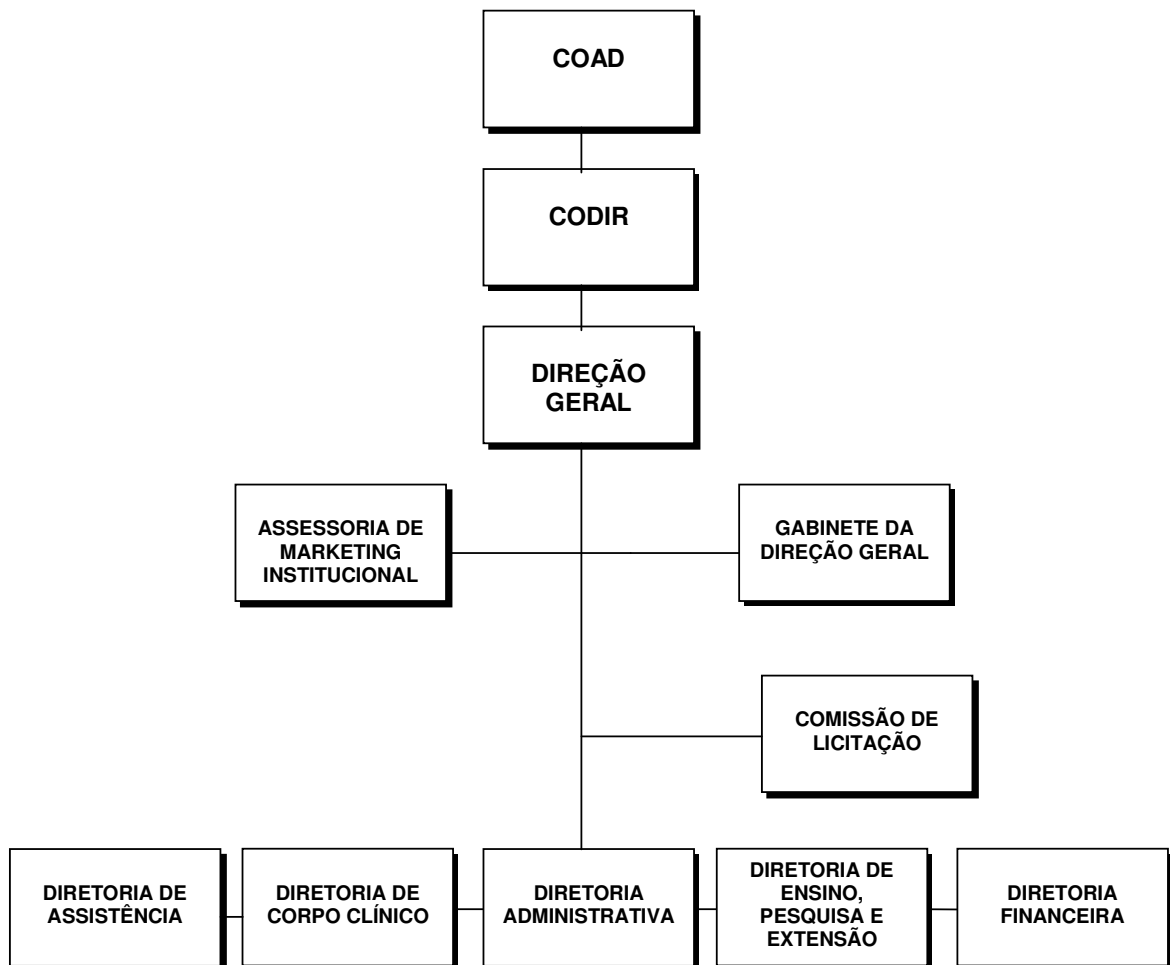 COAD
CODIR
DIREÇÃO
GERAL
ASSESSORIA DE
MARKETING
INSTITUCIONAL
GABINETE DA
DIREÇÃO GERAL
COMISSÃO DE
LICITAÇÃO
DIRETORIA DE
ASSISTÊNCIA
DIRETORIA DE
CORPO CLÍNICO
DIRETORIA
ADMINISTRATIVA
DIRETORIA DE
ENSINO,
PESQUISA E
EXTENSÃO
DIRETORIA
FINANCEIRA